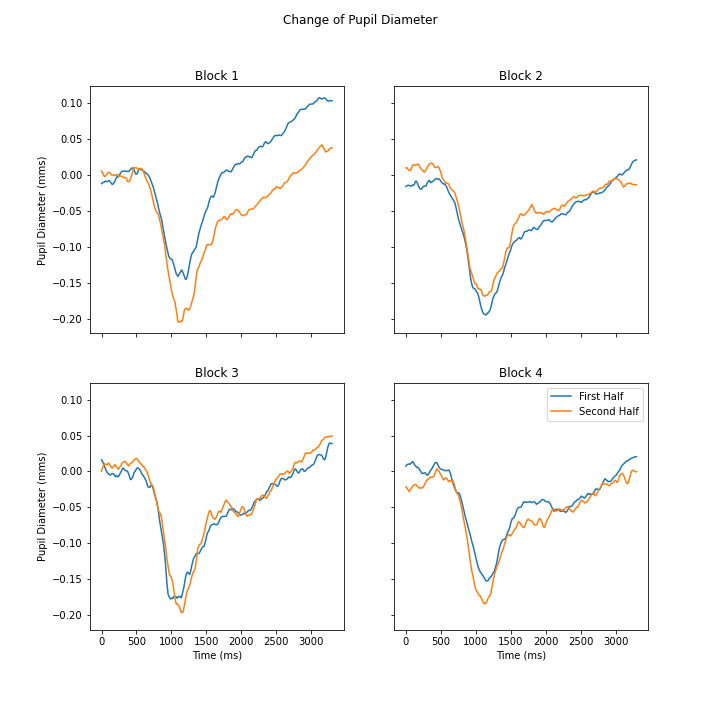 Change of Pupil Diameter
Block 1
Block 2
0.10
0.05
0.00
−0.05
−0.10
−0.15
−0.20
Pupil Diameter (mms)
Block 3
Block 4
0.10
0.05
0.00
−0.05
−0.10
−0.15
−0.20
Pupil Diameter (mms)
First Half
Second Half
0 500 1000 1500 2000 2500 3000
0 500 1000 1500 2000 2500 3000
Time (ms)
Time (ms)